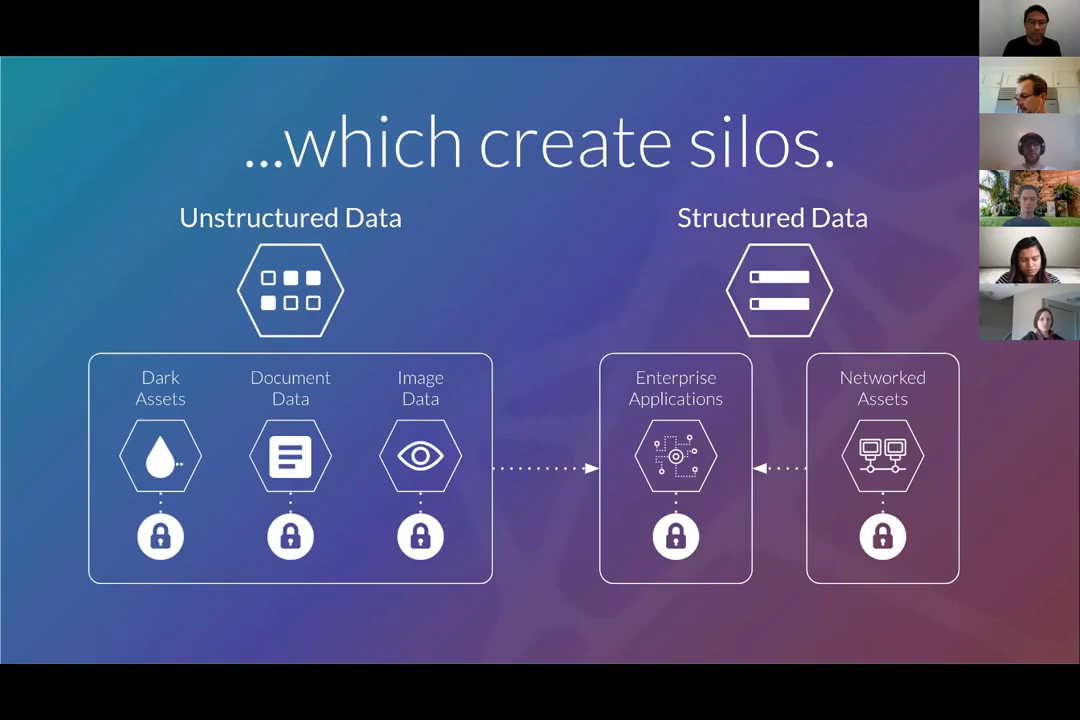 ...which create silos.
Unstructured Data
Structured Data
Dark
Assets
Document
Data
Image
Data
Enterprise
Applications
Networked
Assets